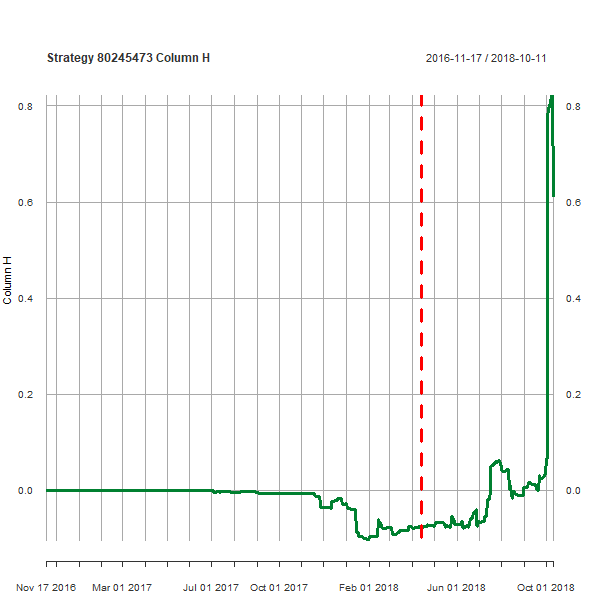 Strategy 80245473 Column H 2016-11-17 / 2018-10-11
0.8 0.8
0.6 0.6
0.4 0.4
Column H
0.2 0.2
0.0 0.0
Nov 17 2016 Mar 01 2017 Jul 01 2017 Oct 01 2017 Feb 01 2018 Jun 01 2018 Oct 01 2018